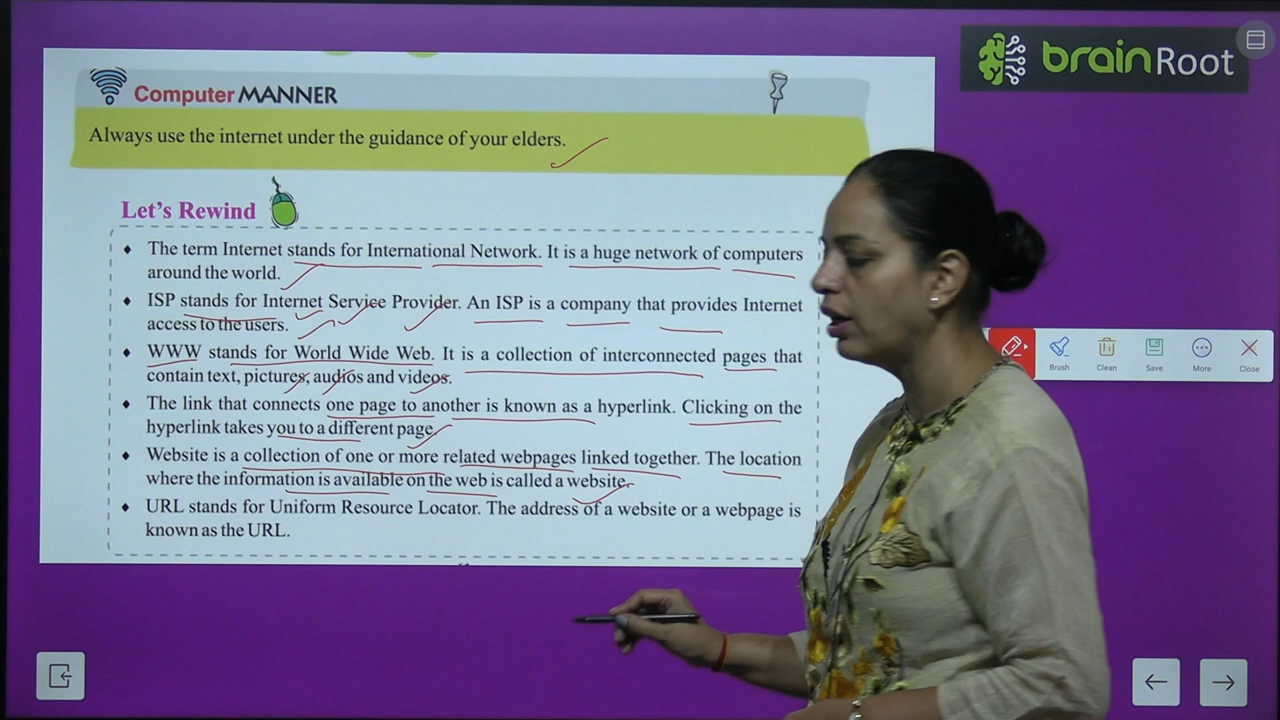 brainRoot
Computer MANNER
Always use the internet under the guidance of your elders.
Let's Rewind
♦ The term Internet stands for International Network. It is a huge network of computers
around the world.
♦ ISP stands for Internet Service Provider. An ISP is a company that provides Internet
access to the users.
♦ WWW stands for World Wide Web. It is a collection of interconnected pages that
contain text, pictures, audios and videos.
♦ The link that connects one page to another is known as a hyperlink. Clicking on the
hyperlink takes you to a different page.
♦ Website is a collection of one or more related webpages linked together. The location
where the information is available on the web is called a website.
♦ URL stands for Uniform Resource Locator. The address of a website or a webpage is
known as the URL.
Brush Clean Save More Close